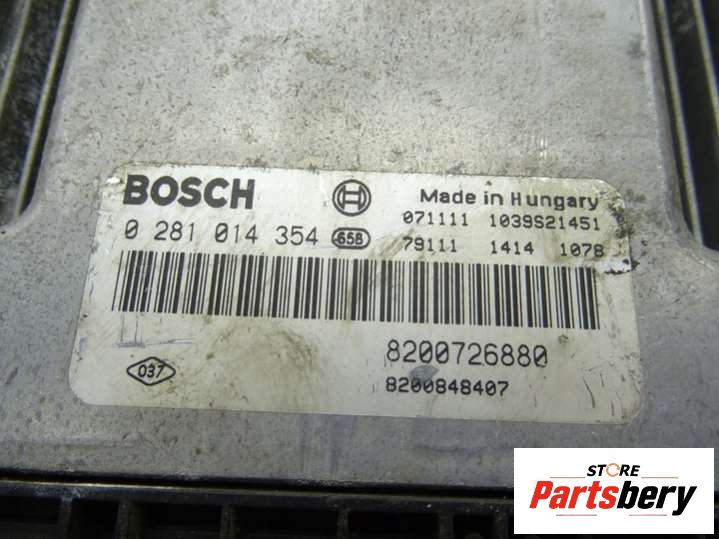 BOSCH
Made in Hungary
071111 1039S21451
0 281 014 354 658
79111 1414 1078
8200726880
037
8200848407
STORE
Partsbery